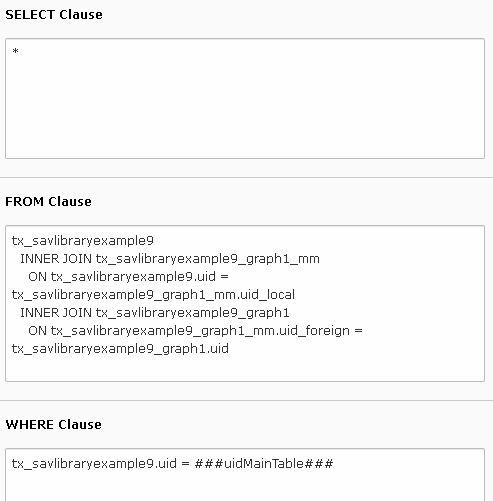 SELECT Clause
*
FROM Clause
tx_savlibraryexample9
INNER JOIN tx_savlibraryexample9_graph1_mm
ON tx_savlibraryexample9.uid =
tx_savlibraryexample9_graph1_mm.uid_local
INNER JOIN tx_savlibraryexample9_graph1
ON tx_savlibraryexample9_graph1_mm.uid_foreign =
tx_savlibraryexample9_graph1.uid
WHERE Clause
tx_savlibraryexample9.uid = ###uidMainTable###